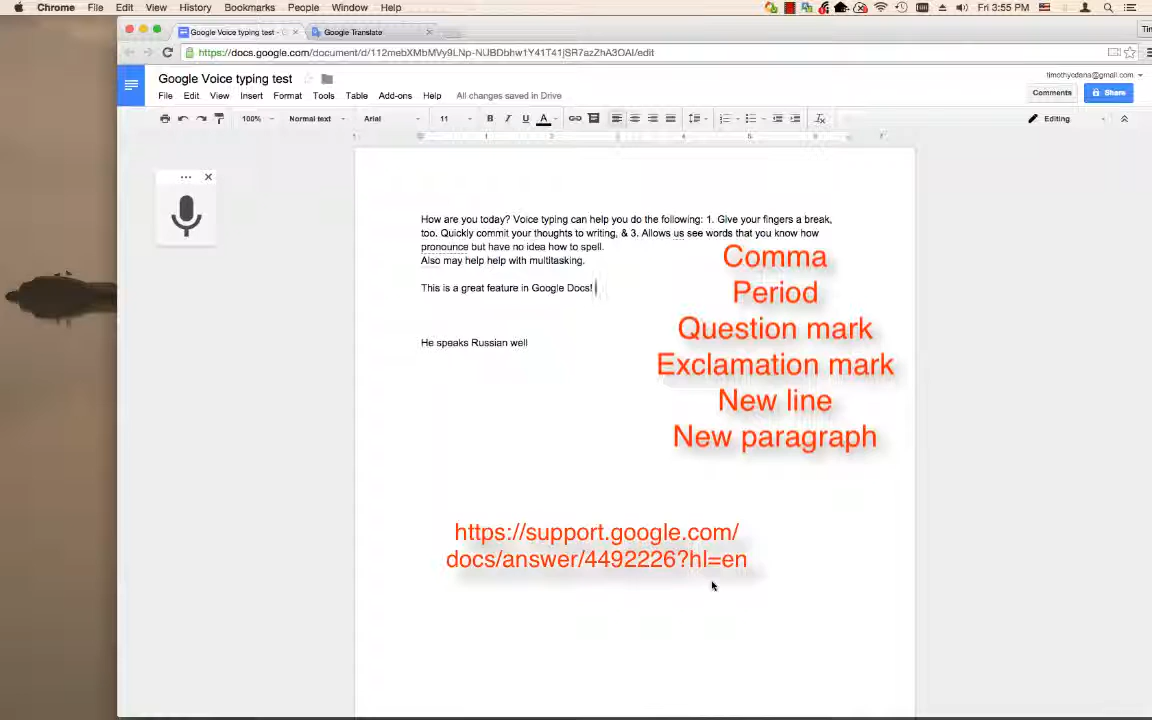 Chrome File Edit View History Bookmarks People Window Help Fri 3:55 PM
Google Voice typing test - Google Translate
https://docs.google.com/document/d/112mebXMbMVy9LNp-NUBDbhw1Y41T41jSR7azZhA3OAI/edit
Google Voice typing test timothycdena@gmail.com
File Edit View Insert Format Tools Table Add-ons Help All changes saved in Drive Comments Share
100% Normal text Arial 11 B I U A Editing
How are you today? Voice typing can help you do the following: 1. Give your fingers a break,
too. Quickly commit your thoughts to writing, & 3. Allows us see words that you know how
pronounce but have no idea how to spell.
Also may help help with multitasking.
This is a great feature in Google Docs!
He speaks Russian well
Comma
Period
Question mark
Exclamation mark
New line
New paragraph
https://support.google.com/
docs/answer/4492226?hl=en